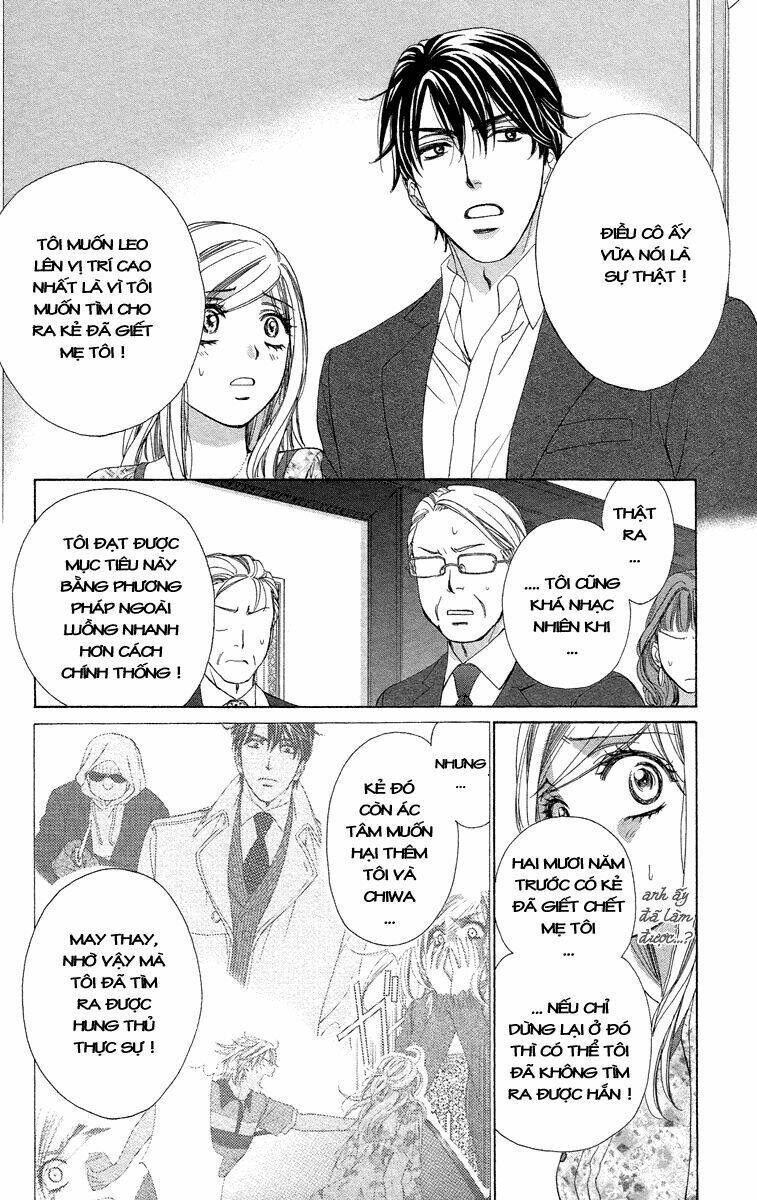 ĐIỀU CÔ ẤY
VỪA NÓI LÀ
SỰ THẬT !
TÔI MUỐN LEO
LÊN VỊ TRÍ CAO
NHẤT LÀ VÌ TÔI
MUỐN TÌM CHO
RA KẺ ĐÃ GIẾT
MẸ TÔI !
THẬT
RA
...
.... TÔI CŨNG
KHÁ NHẠC
NHIÊN KHI
...
TÔI ĐẠT ĐƯỢC
MỤC TIÊU NÀY
BẰNG PHƯƠNG
PHÁP NGOÀI
LUỒNG NHANH
HƠN CÁCH
CHÍNH THỐNG !
HAI MƯƠI NĂM
TRƯỚC CÓ KẺ
ĐÃ GIẾT CHẾT
MẸ TÔI
...
anh ấy
đã làm
được...?
... NẾU CHỈ
DỪNG LẠI Ở ĐÓ
THÌ CÓ THỂ TÔI
ĐÃ KHÔNG TÌM
RA ĐƯỢC HẮN !
NHƯNG
...
KẺ ĐÓ
CÒN ÁC
TÂM MUỐN
HẠI THÊM
TÔI VÀ
CHIWA
...
MAY THAY,
NHỜ VẬY MÀ
TÔI ĐÃ TÌM
RA ĐƯỢC
HUNG THỦ
THỰC SỰ !